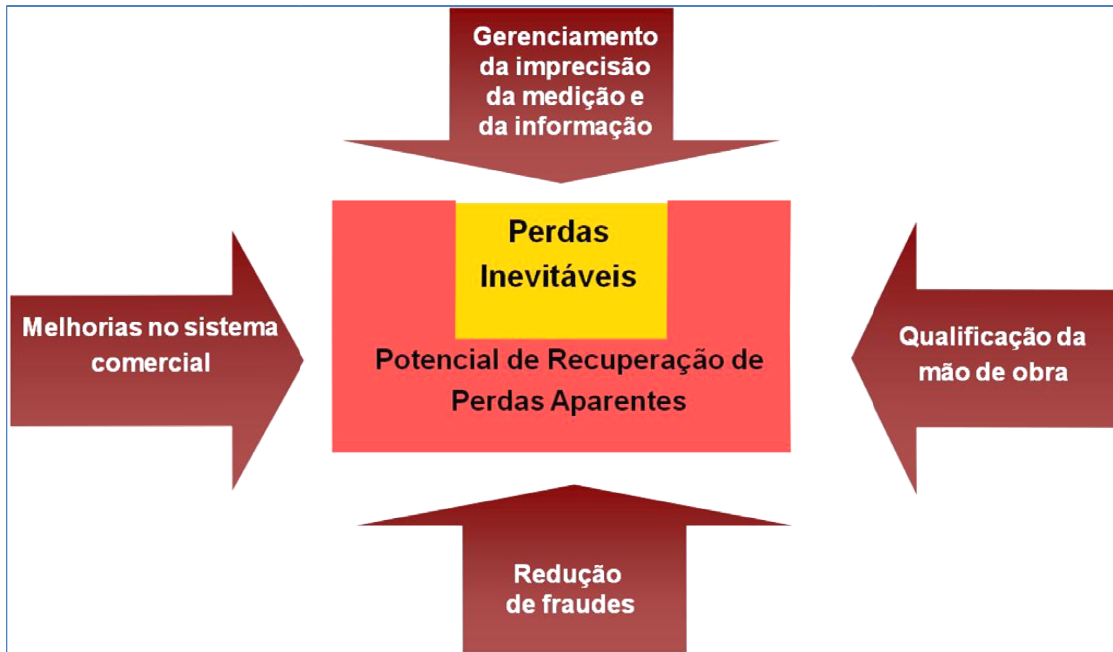 Gerenciamento
da imprecisão
da medição e
da informação
Perdas
Inevitáveis
Melhorias no sistema
comercial
Potencial de Recuperação de
Perdas Aparentes
Qualificação da
mão de obra
Redução
de fraudes